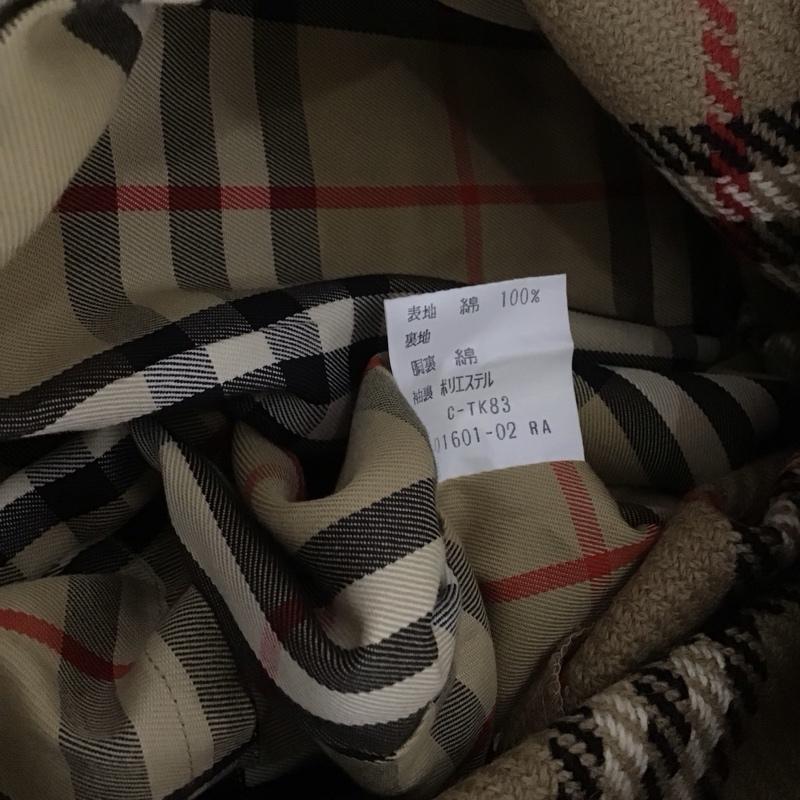 表地 綿 100%
裏地
胴裏 綿
袖裏 ポリエステル
C-TK83
01601-02 RA